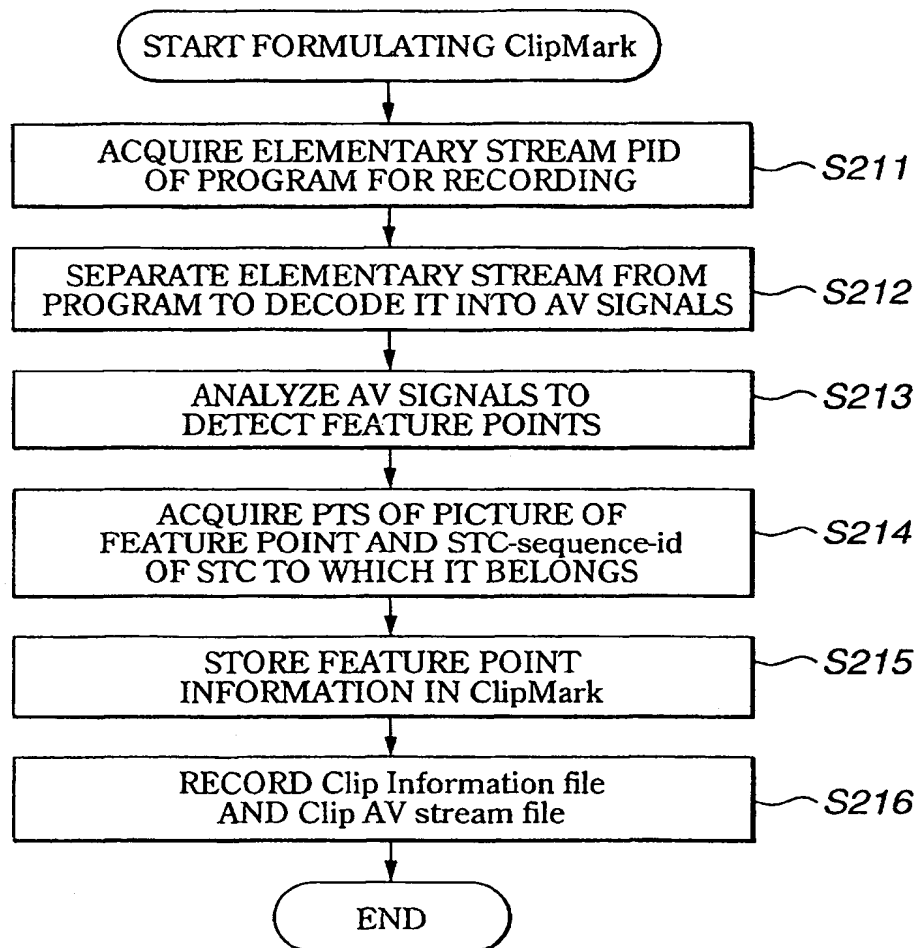 START FORMULATING ClipMark
ACQUIRE ELEMENTARY STREAM PID
OF PROGRAM FOR RECORDING
S211
SEPARATE ELEMENTARY STREAM FROM
PROGRAM TO DECODE IT INTO AV SIGNALS
S212
ANALYZE AV SIGNALS TO
DETECT FEATURE POINTS
S213
ACQUIRE PTS OF PICTURE OF
FEATURE POINT AND STC-sequence-id
OF STC TO WHICH IT BELONGS
S214
STORE FEATURE POINT
INFORMATION IN ClipMark
S215
RECORD Clip Information file
AND Clip AV stream file
S216
END